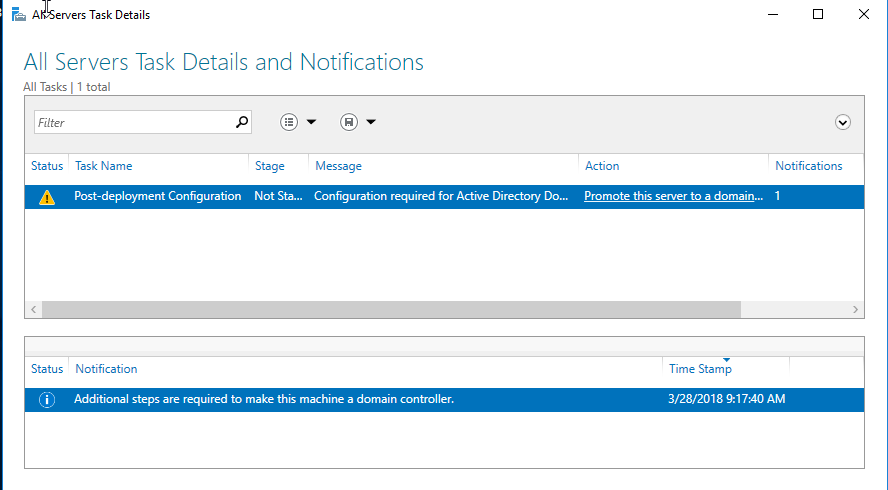 All Servers Task Details
All Servers Task Details and Notifications
All Tasks | 1 total
Filter
Status Task Name Stage Message Action Notifications
Post-deployment Configuration Not Sta... Configuration required for Active Directory Do... Promote this server to a domain... 1
Status Notification Time Stamp
Additional steps are required to make this machine a domain controller. 3/28/2018 9:17:40 AM